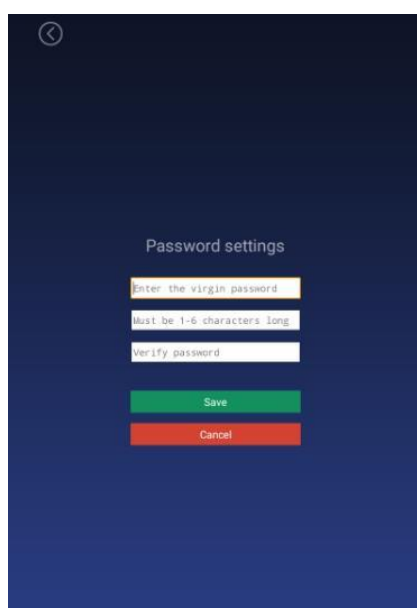 Password settings
Enter the virgin password
Must be 1-6 characters long
Verify password
Save
Cancel